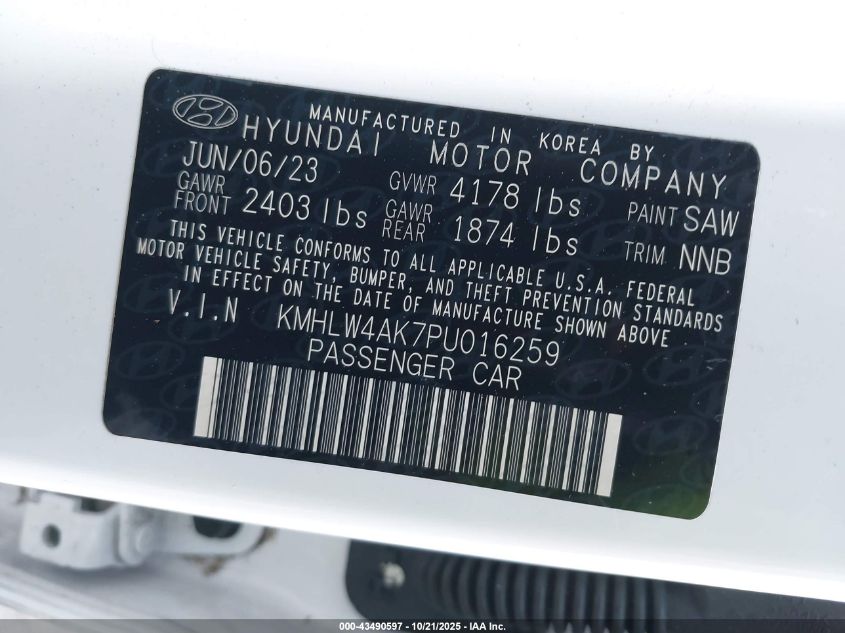 MANUFACTURED IN KOREA BY
HYUNDAI MOTOR COMPANY
JUN/06/23 GVWR 4178 lbs PAINT SAW
GAWR FRONT 2403 lbs GAWR REAR 1874 lbs TRIM NNB
THIS VEHICLE CONFORMS TO ALL APPLICABLE U.S.A. FEDERAL
MOTOR VEHICLE SAFETY, BUMPER, AND THEFT PREVENTION STANDARDS
IN EFFECT ON THE DATE OF MANUFACTURE SHOWN ABOVE
V.I.N KMHLW4AK7PU016259
PASSENGER CAR
000-43490597 - 10/21/2025 - IAA Inc.